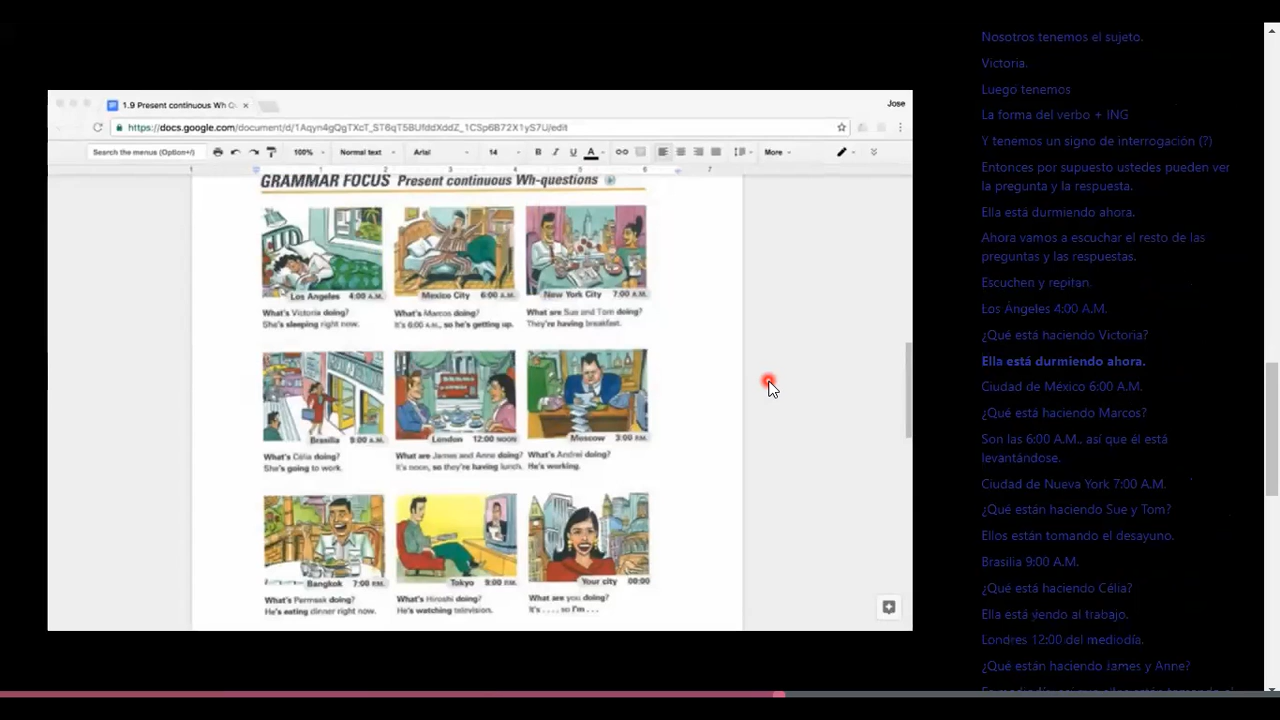 1.9 Present continuous Wh Q
Jose
https://docs.google.com/document/d/1Aqyn4gQgTXcT_ST6qT5BUfddXddZ_1CSp6B72X1yS7U/edit
Search the menus (Option+/)
100%
Normal text
Arial
14
B I U A
More
1 1 2 3 4 5 6 7
GRAMMAR FOCUS Present continuous Wh-questions
Los Angeles 4:00 A.M.
What's Victoria doing?
She's sleeping right now.
Mexico City 6:00 A.M.
What's Marcos doing?
It's 6:00 A.M., so he's getting up.
New York City 7:00 A.M.
What are Sue and Tom doing?
They're having breakfast.
Brasília 9:00 A.M.
What's Célia doing?
She's going to work.
London 12:00 NOON
What are James and Anne doing?
It's noon, so they're having lunch.
Moscow 3:00 P.M.
What's Andrei doing?
He's working.
Bangkok 7:00 P.M.
What's Permsak doing?
He's eating dinner right now.
Tokyo 9:00 P.M.
What's Hiroshi doing?
He's watching television.
Your city 00:00
What are you doing?
It's . . . , so I'm . . .
Nosotros tenemos el sujeto.
Victoria.
Luego tenemos
La forma del verbo + ING
Y tenemos un signo de interrogación (?)
Entonces por supuesto ustedes pueden ver
la pregunta y la respuesta.
Ella está durmiendo ahora.
Ahora vamos a escuchar el resto de las
preguntas y las respuestas.
Escuchen y repitan.
Los Ángeles 4:00 A.M.
¿Qué está haciendo Victoria?
Ella está durmiendo ahora.
Ciudad de México 6:00 A.M.
¿Qué está haciendo Marcos?
Son las 6:00 A.M., así que él está
levantándose.
Ciudad de Nueva York 7:00 A.M.
¿Qué están haciendo Sue y Tom?
Ellos están tomando el desayuno.
Brasilia 9:00 A.M.
¿Qué está haciendo Célia?
Ella está yendo al trabajo.
Londres 12:00 del mediodía.
¿Qué están haciendo James y Anne?